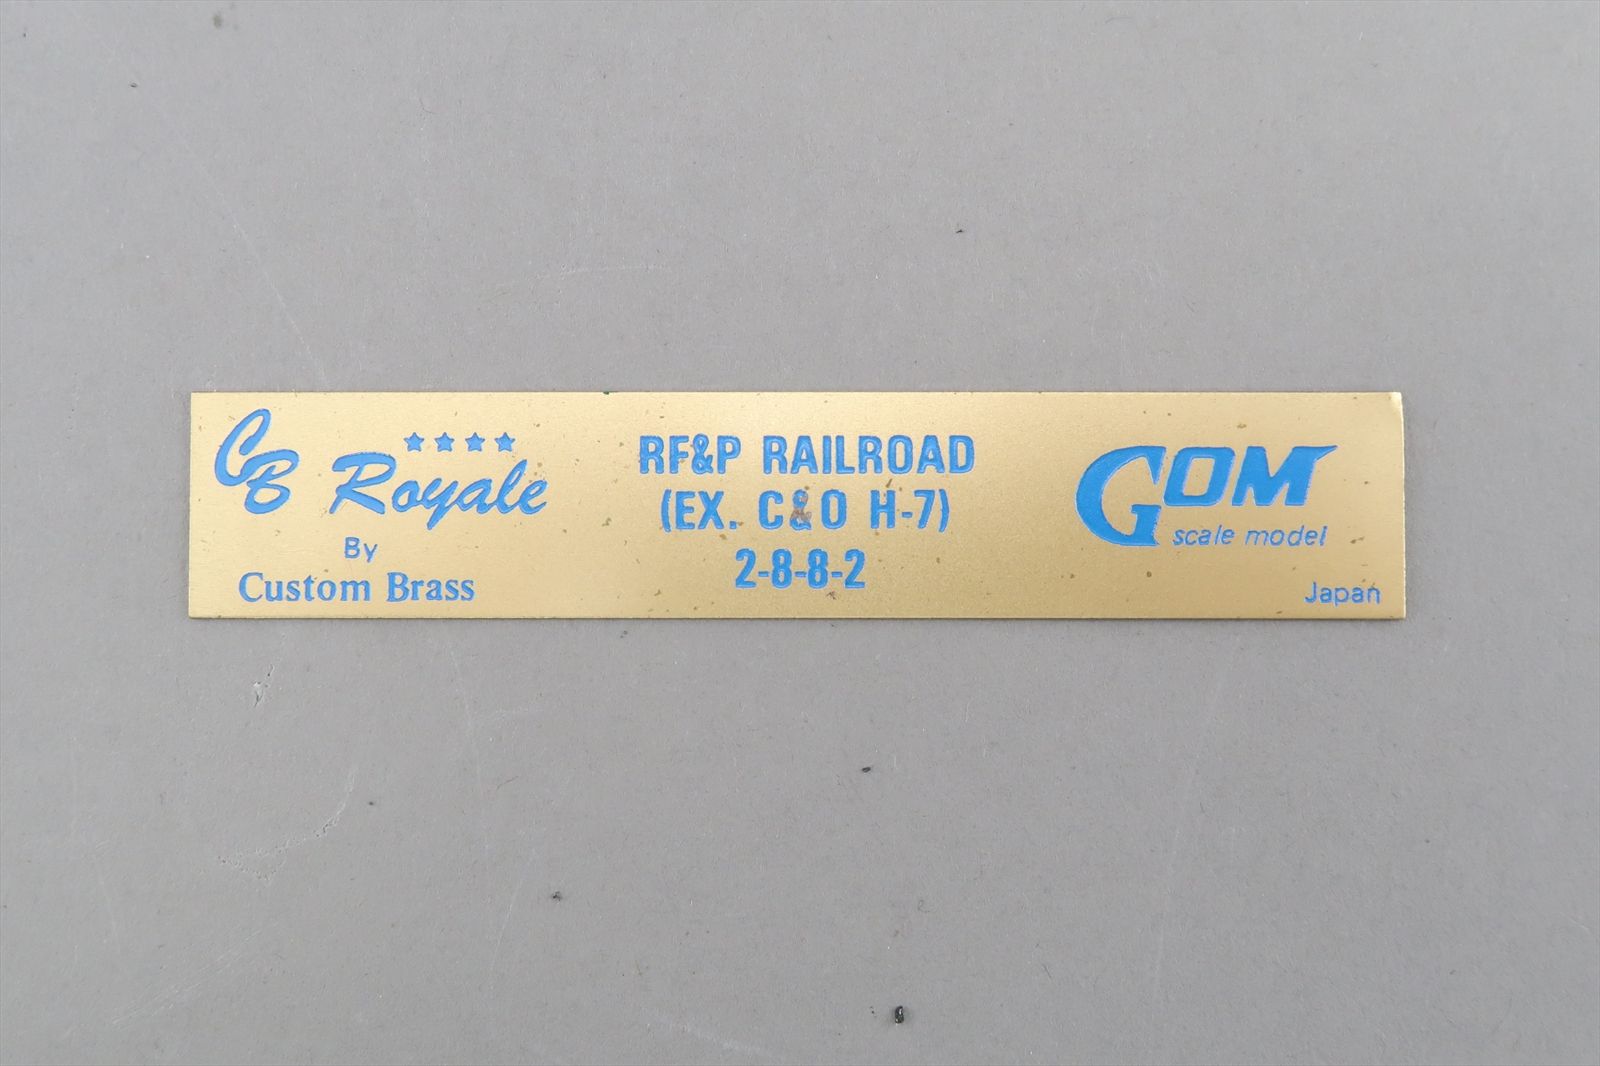 CB Royale
By
Custom Brass
RF&P RAILROAD
(EX. C&O H-7)
2-8-8-2
GOM
scale model
Japan